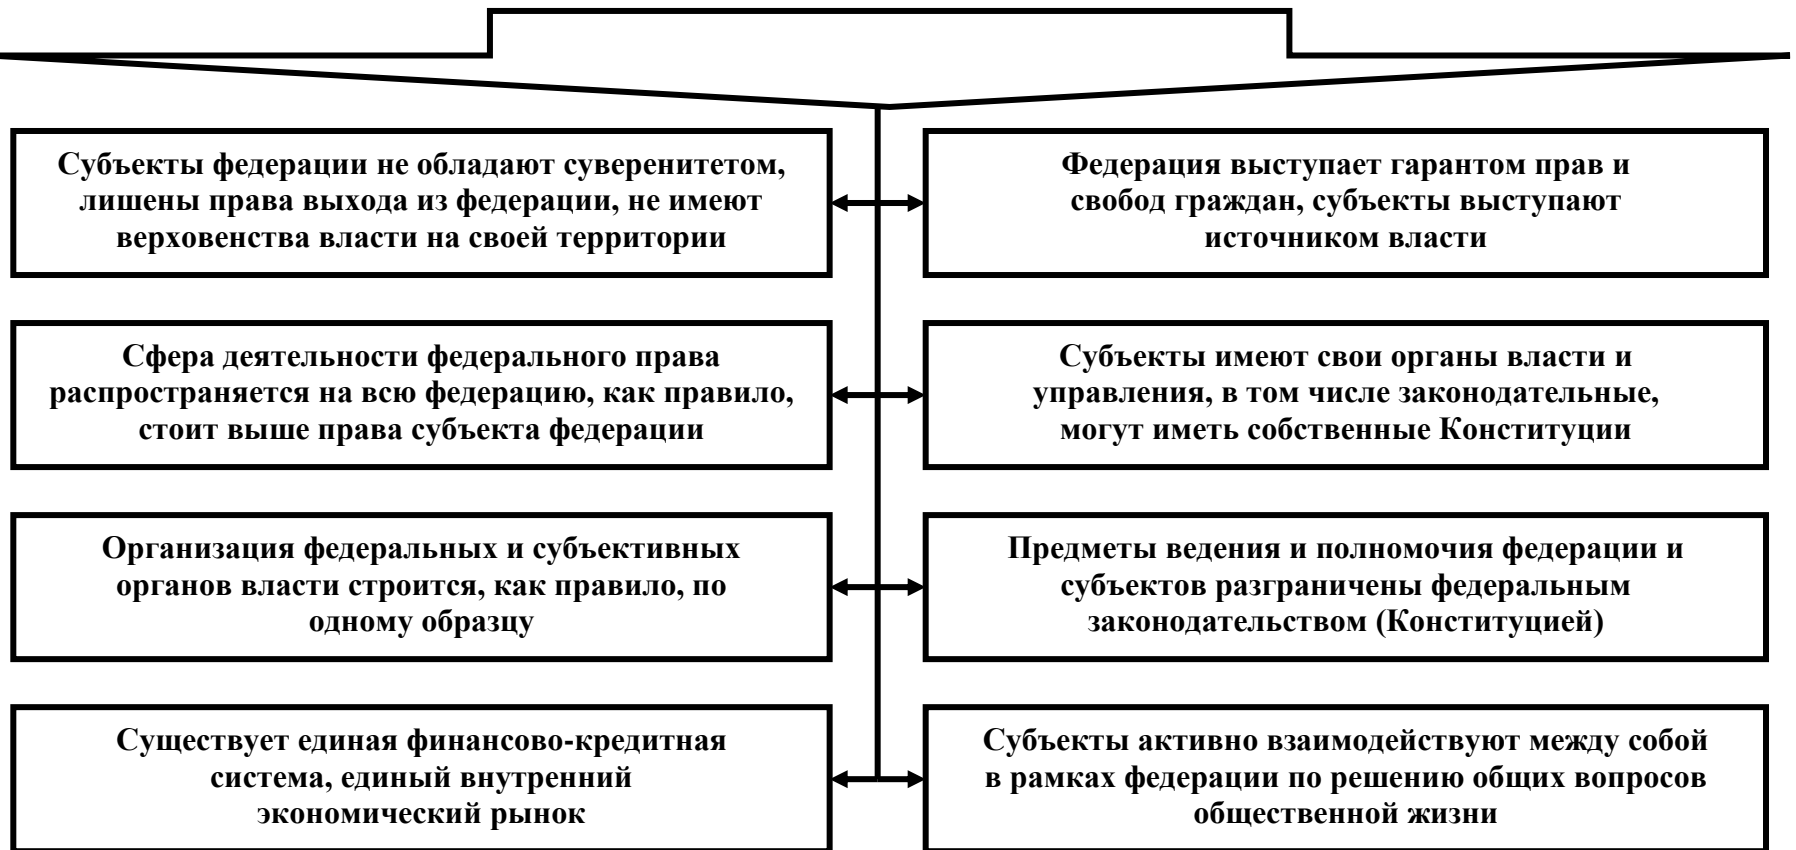 Субъекты федерации не обладают суверенитетом,
лишены права выхода из федерации, не имеют
верховенства власти на своей территории
Федерация выступает гарантом прав и
свобод граждан, субъекты выступают
источником власти
Сфера деятельности федерального права
распространяется на всю федерацию, как правило,
стоит выше права субъекта федерации
Субъекты имеют свои органы власти и
управления, в том числе законодательные,
могут иметь собственные Конституции
Организация федеральных и субъективных
органов власти строится, как правило, по
одному образцу
Предметы ведения и полномочия федерации и
субъектов разграничены федеральным
законодательством (Конституцией)
Существует единая финансово-кредитная
система, единый внутренний
экономический рынок
Субъекты активно взаимодействуют между собой
в рамках федерации по решению общих вопросов
общественной жизни